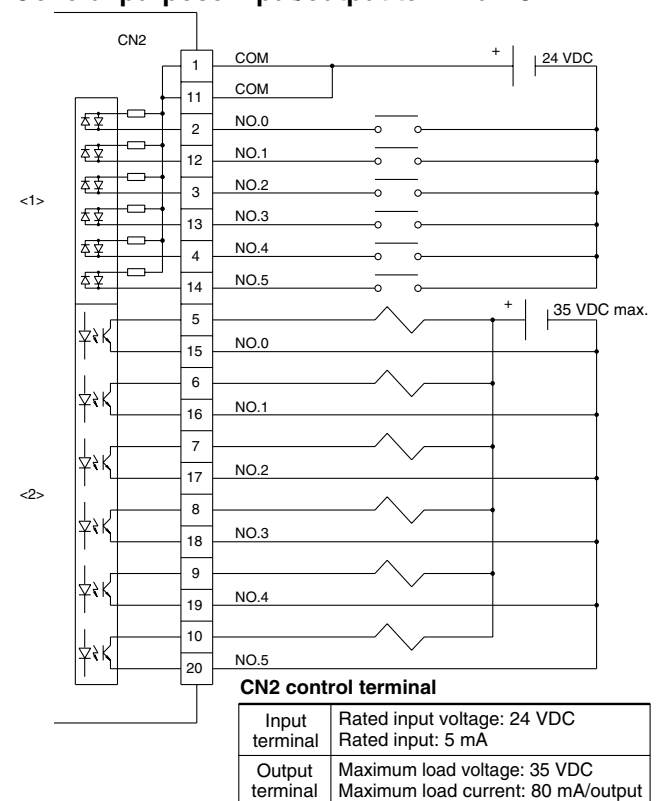 CN2
1 COM + 24 VDC
11 COM
2 NO.0
12 NO.1
3 NO.2
<1>
13 NO.3
4 NO.4
14 NO.5
5 + 35 VDC max.
15 NO.0
6
16 NO.1
7
17 NO.2
<2>
8
18 NO.3
9
19 NO.4
10
20 NO.5
CN2 control terminal
Input terminal
Rated input voltage: 24 VDC
Rated input: 5 mA
Output terminal
Maximum load voltage: 35 VDC
Maximum load current: 80 mA/output